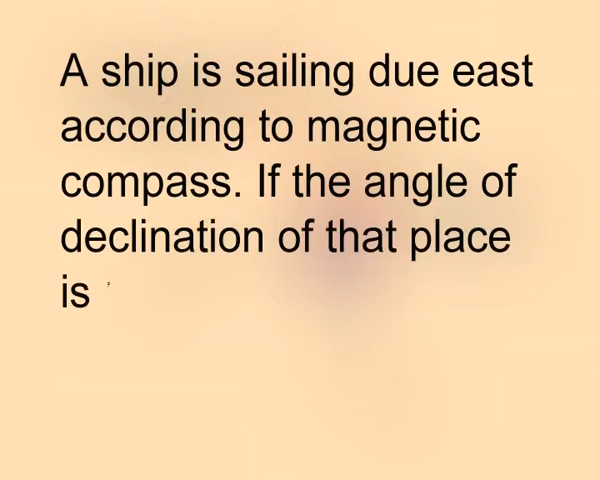 A ship is sailing due east
according to magnetic
compass. If the angle of
declination of that place
is